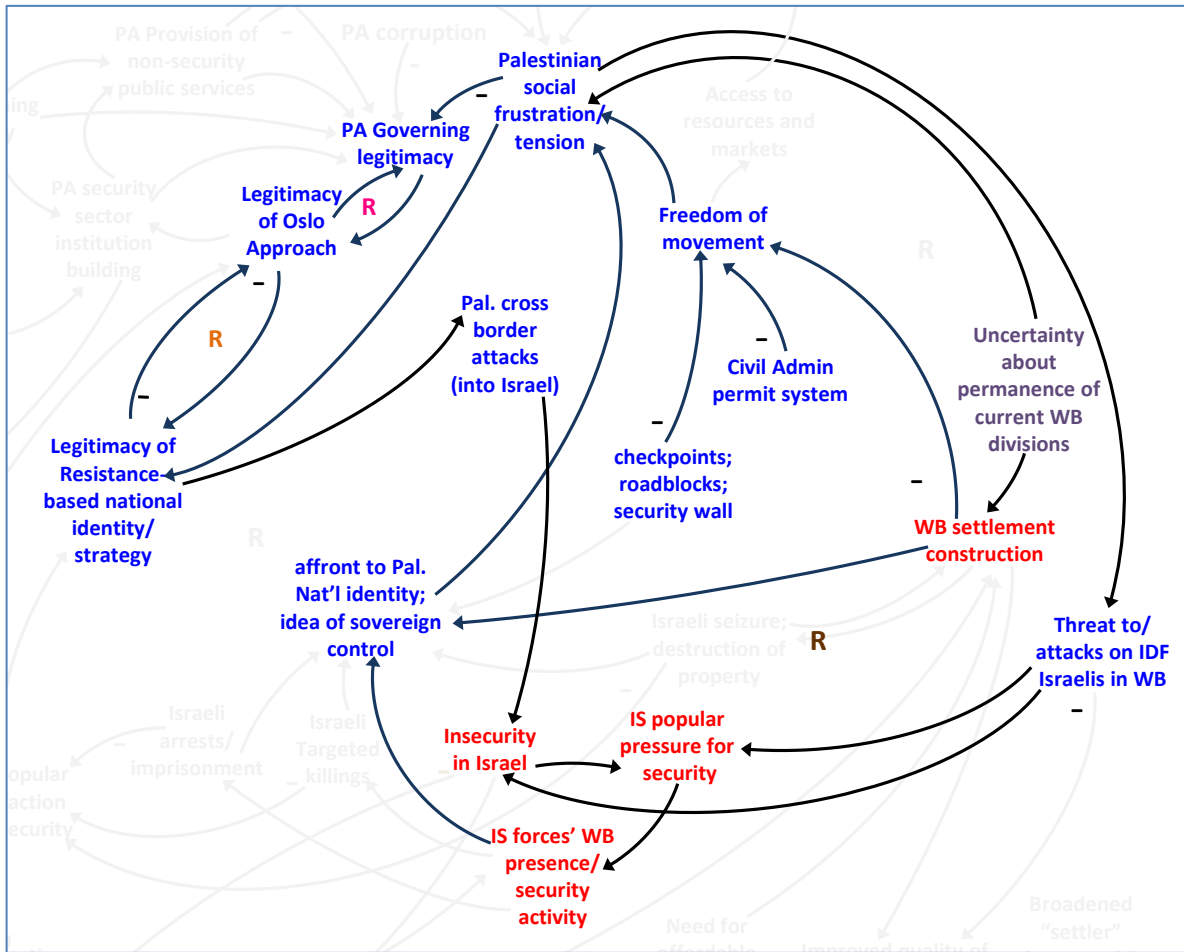 PA Provision of
non-security
public services
PA corruption
–
–
Palestinian
social
frustration/
tension
–
Access to
resources and
markets
PA Governing
legitimacy
PA security
sector
institution
building
Legitimacy
of Oslo
Approach
R
Freedom of
movement
R
–
R
Pal. cross
border
attacks
(into Israel)
–
Civil Admin
permit system
Uncertainty
about
permanence of
current WB
divisions
–
–
Legitimacy of
Resistance-
based national
identity/
strategy
checkpoints;
roadblocks;
security wall
–
WB settlement
construction
R
affront to Pal.
Nat'l identity;
idea of sovereign
control
Israeli seizure;
destruction of
property
R
Threat to/
attacks on IDF
Israelis in WB
–
–
Israeli
arrests/
imprisonment
Israeli
Targeted
killings
–
–
–
Insecurity
in Israel
IS popular
pressure for
security
IS forces' WB
presence/
security
activity
Need for
Broadened
"settler"
Improved quality of